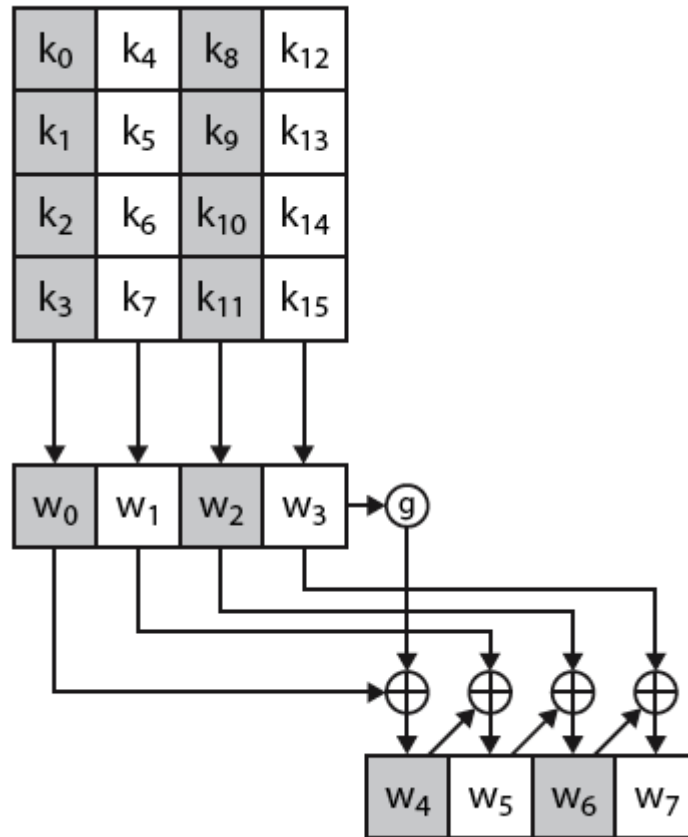 k₀ k₄ k₈ k₁₂
k₁ k₅ k₉ k₁₃
k₂ k₆ k₁₀ k₁₄
k₃ k₇ k₁₁ k₁₅
w₀ w₁ w₂ w₃ g
w₄ w₅ w₆ w₇